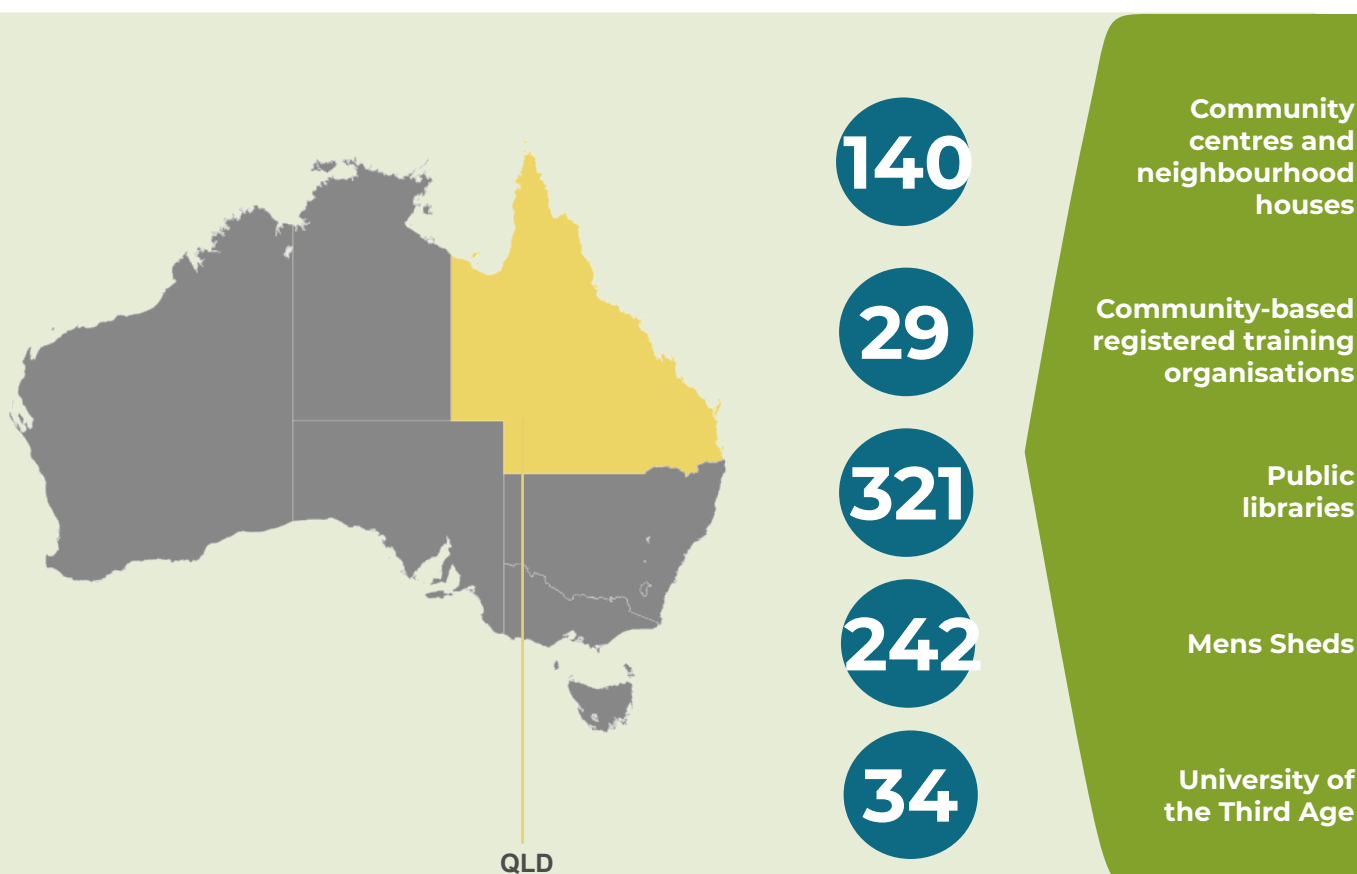 140
Community
centres and
neighbourhood
houses
29
Community-based
registered training
organisations
321
Public
libraries
242
Mens Sheds
34
University of
the Third Age
QLD